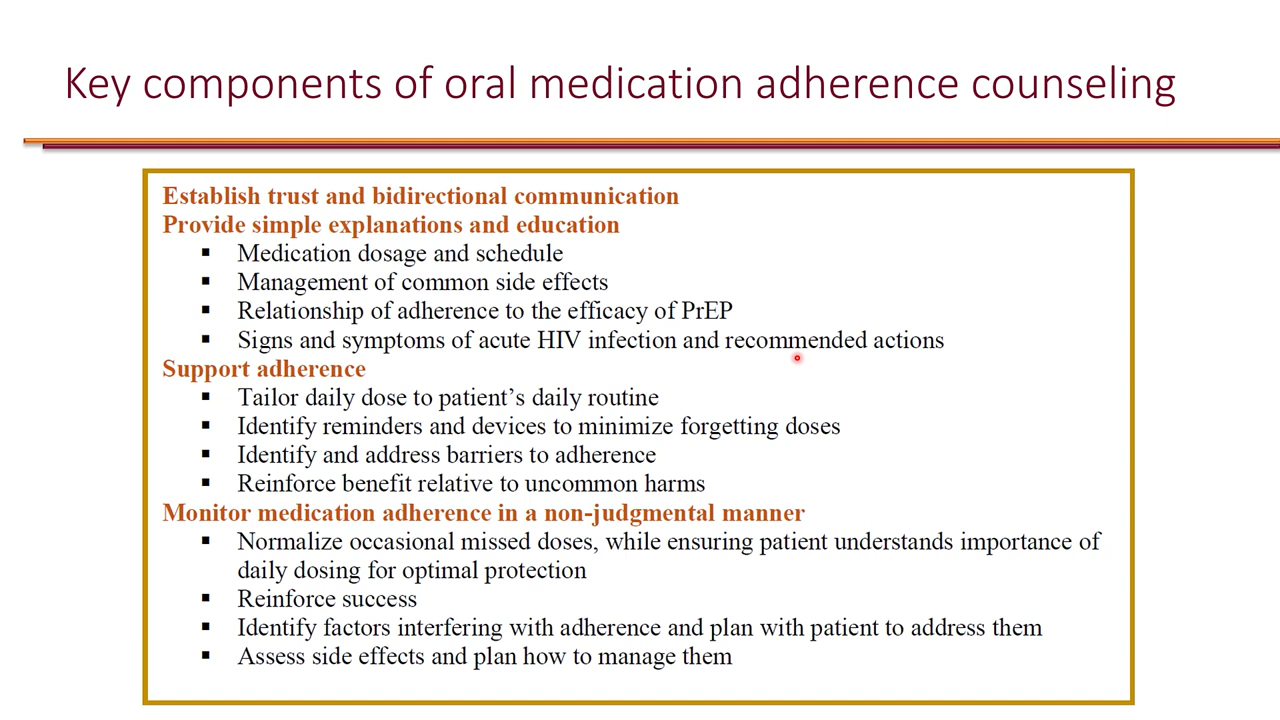 Key components of oral medication adherence counseling
Establish trust and bidirectional communication
Provide simple explanations and education
▪ Medication dosage and schedule
▪ Management of common side effects
▪ Relationship of adherence to the efficacy of PrEP
▪ Signs and symptoms of acute HIV infection and recommended actions
Support adherence
▪ Tailor daily dose to patient’s daily routine
▪ Identify reminders and devices to minimize forgetting doses
▪ Identify and address barriers to adherence
▪ Reinforce benefit relative to uncommon harms
Monitor medication adherence in a non-judgmental manner
▪ Normalize occasional missed doses, while ensuring patient understands importance of
daily dosing for optimal protection
▪ Reinforce success
▪ Identify factors interfering with adherence and plan with patient to address them
▪ Assess side effects and plan how to manage them